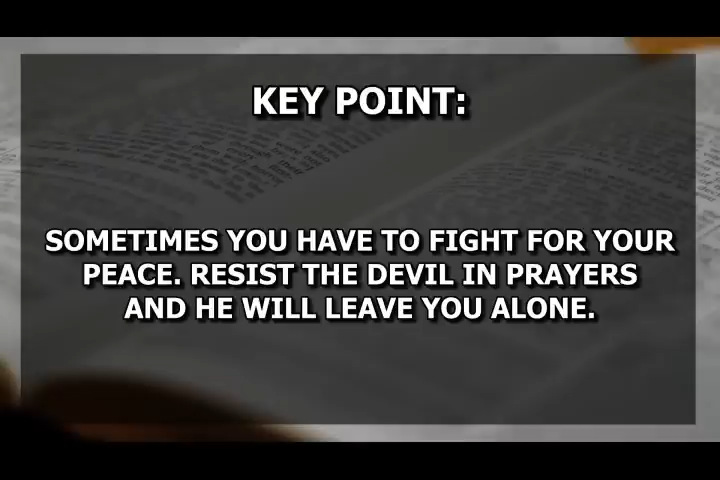 KEY POINT:
SOMETIMES YOU HAVE TO FIGHT FOR YOUR
PEACE. RESIST THE DEVIL IN PRAYERS
AND HE WILL LEAVE YOU ALONE.